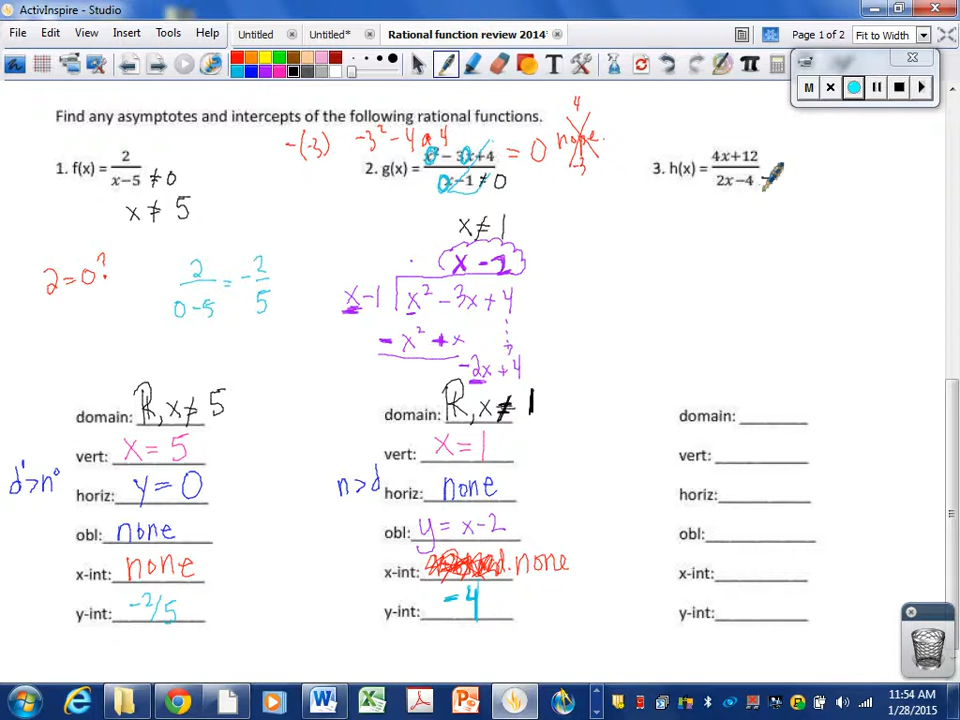 ActivInspire - Studio
File Edit View Insert Tools Help
Untitled Untitled* Rational function review 2014* Page 1 of 2 Fit to Width
M
Find any asymptotes and intercepts of the following rational functions.
1. f(x) = 2/(x−5) ≠0
x ≠ 5
2=0?
2/(0-5) = -2/5
-(-3) -3² - 4·1·4
2. g(x) = (x² − 3x+4)/(x−1) = 0 none.
4
-3
0 0
0
≠ 0
x ≠ 1
x - 2
x-1 x² - 3x + 4
- x² + x
-2x + 4
3. h(x) = (4x+12)/(2x−4)
domain: ℝ, x ≠ 5
vert: x = 5
d'>n° horiz: y = 0
obl: none
x-int: none
y-int: -2/5
domain: ℝ, x ≠ 1
vert: x = 1
n>d horiz: none
obl: y = x-2
x-int: none
y-int: -4
domain:
vert:
horiz:
obl:
x-int:
y-int:
11:54 AM
1/28/2015